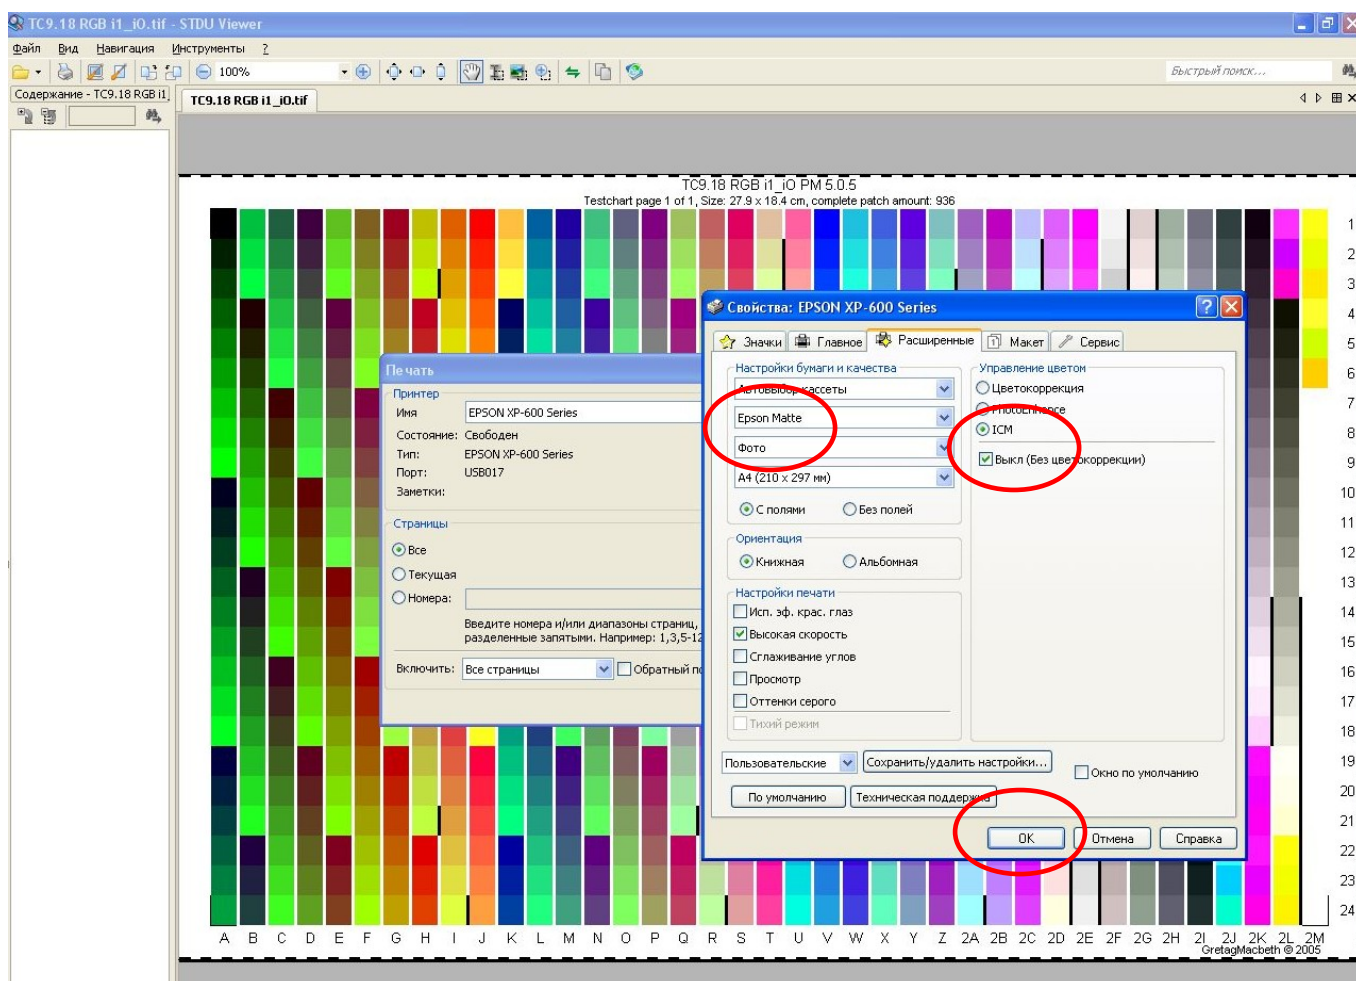 TC9.18 RGB i1_iO.tif - STDU Viewer
Файл Вид Навигация Инструменты ?
100%
Быстрый поиск...
Содержание - TC9.18 RGB i1
TC9.18 RGB i1_iO.tif
TC9.18 RGB i1_iO PM 5.0.5
Testchart page 1 of 1, Size: 27.9 x 18.4 cm, complete patch amount: 936
1
2
3
4
5
6
7
8
9
10
11
12
13
14
15
16
17
18
19
20
21
22
23
24
Печать
Принтер
Имя EPSON XP-600 Series
Состояние: Свободен
Тип: EPSON XP-600 Series
Порт: USB017
Заметки:
Страницы
Все
Текущая
Номера:
Введите номера и/или диапазоны страниц,
разделенные запятыми. Например: 1,3,5-12
Включить: Все страницы Обратный по
Свойства: EPSON XP-600 Series
Значки Главное Расширенные Макет Сервис
Настройки бумаги и качества
Автовыбор кассеты
Epson Matte
Фото
A4 (210 x 297 мм)
С полями Без полей
Ориентация
Книжная Альбомная
Настройки печати
Исп. эф. крас. глаз
Высокая скорость
Сглаживание углов
Просмотр
Оттенки серого
Тихий режим
Управление цветом
Цветокоррекция
PhotoEnhance
ICM
Выкл (Без цветокоррекции)
Пользовательские Сохранить/удалить настройки... Окно по умолчанию
По умолчанию Техническая поддержка
ОК Отмена Справка
A B C D E F G H I J K L M N O P Q R S T U V W X Y Z 2A 2B 2C 2D 2E 2F 2G 2H 2I 2J 2K 2L 2M
GretagMacbeth © 2005